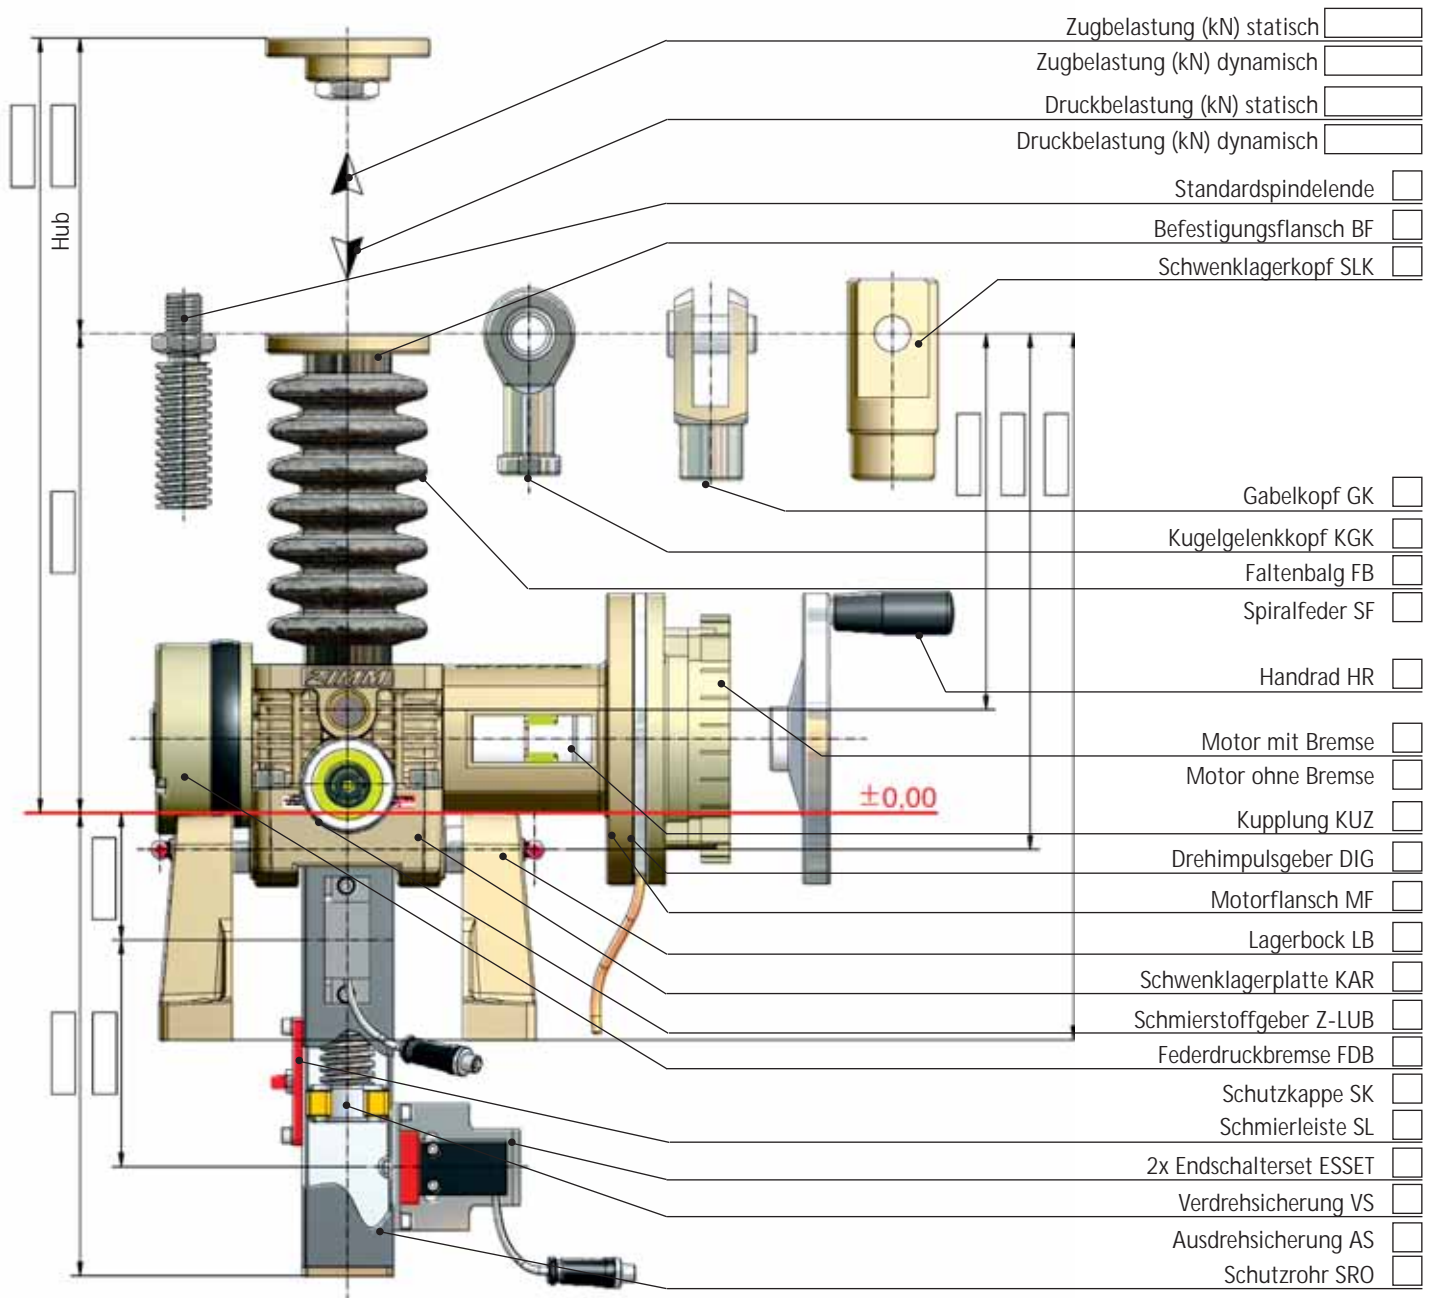 Zugbelastung (kN) statisch
Zugbelastung (kN) dynamisch
Druckbelastung (kN) statisch
Druckbelastung (kN) dynamisch
Standardspindelende
Befestigungsflansch BF
Schwenklagerkopf SLK
Hub
Gabelkopf GK
Kugelgelenkkopf KGK
Faltenbalg FB
Spiralfeder SF
ZIMM
Handrad HR
Motor mit Bremse
Motor ohne Bremse
±0,00
Kupplung KUZ
Drehimpulsgeber DIG
Motorflansch MF
Lagerbock LB
Schwenklagerplatte KAR
Schmierstoffgeber Z-LUB
Federdruckbremse FDB
Schutzkappe SK
Schmierleiste SL
2x Endschalterset ESSET
Verdrehsicherung VS
Ausdrehsicherung AS
Schutzrohr SRO